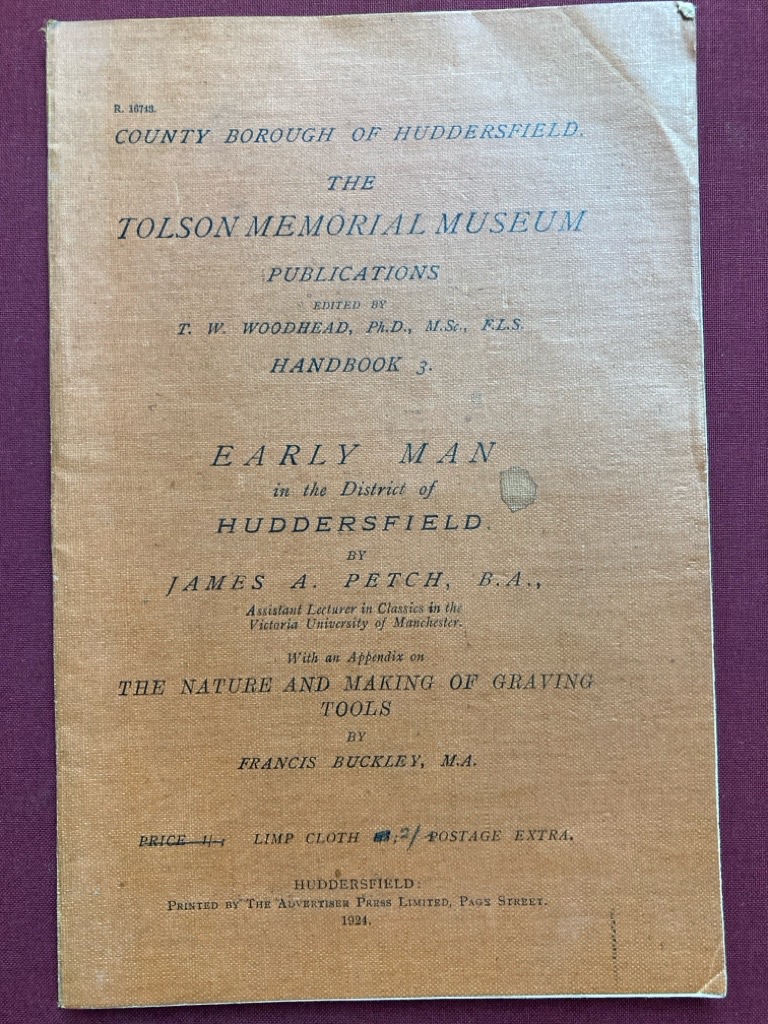 R. 16743.
COUNTY BOROUGH OF HUDDERSFIELD.
THE
TOLSON MEMORIAL MUSEUM
PUBLICATIONS
EDITED BY
T. W. WOODHEAD, Ph.D., M.Sc., F.L.S.
HANDBOOK 3.
EARLY MAN
in the District of
HUDDERSFIELD.
BY
JAMES A. PETCH, B.A.,
Assistant Lecturer in Classics in the
Victoria University of Manchester.
With an Appendix on
THE NATURE AND MAKING OF GRAVING
TOOLS
BY
FRANCIS BUCKLEY, M.A.
PRICE 1/-; LIMP CLOTH 2/- POSTAGE EXTRA.
HUDDERSFIELD:
PRINTED BY THE ADVERTISER PRESS LIMITED, PAGE STREET.
1924.